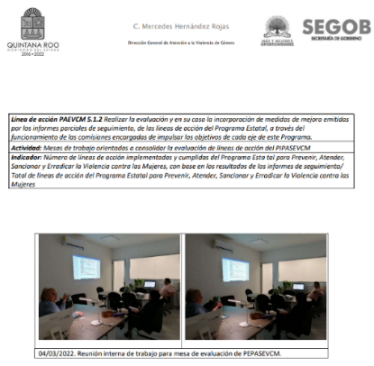 C. Mercedes Hernández Rojas
SEGOB
QUINTANA ROO
SECRETARÍA DE GOBIERNO
Dirección General de Atención a la Violencia de Género
2016-2022
Línea de acción PAEVCM 5.1.2 Realizar la evaluación y en su caso la incorporación de medidas de mejora emitidas
por los informes parciales de seguimiento, de las líneas de acción del Programa Estatal, a través del
funcionamiento de las comisiones encargadas de impulsar los objetivos de cada eje de este Programa.
Actividad: Mesas de trabajo orientadas a consolidar la evaluación de líneas de acción del PIPASEVCM
Indicador: Número de líneas de acción implementadas y cumplidas del Programa Esta tal para Prevenir, Atender,
Sancionar y Erradicar la Violencia contra las Mujeres, con base en los resultados de los informes de seguimiento/
Total de líneas de acción del Programa Estatal para Prevenir, Atender, Sancionar y Erradicar la Violencia contra las
Mujeres
04/03/2022. Reunión interna de trabajo para mesa de evaluación de PEPASEVCM.